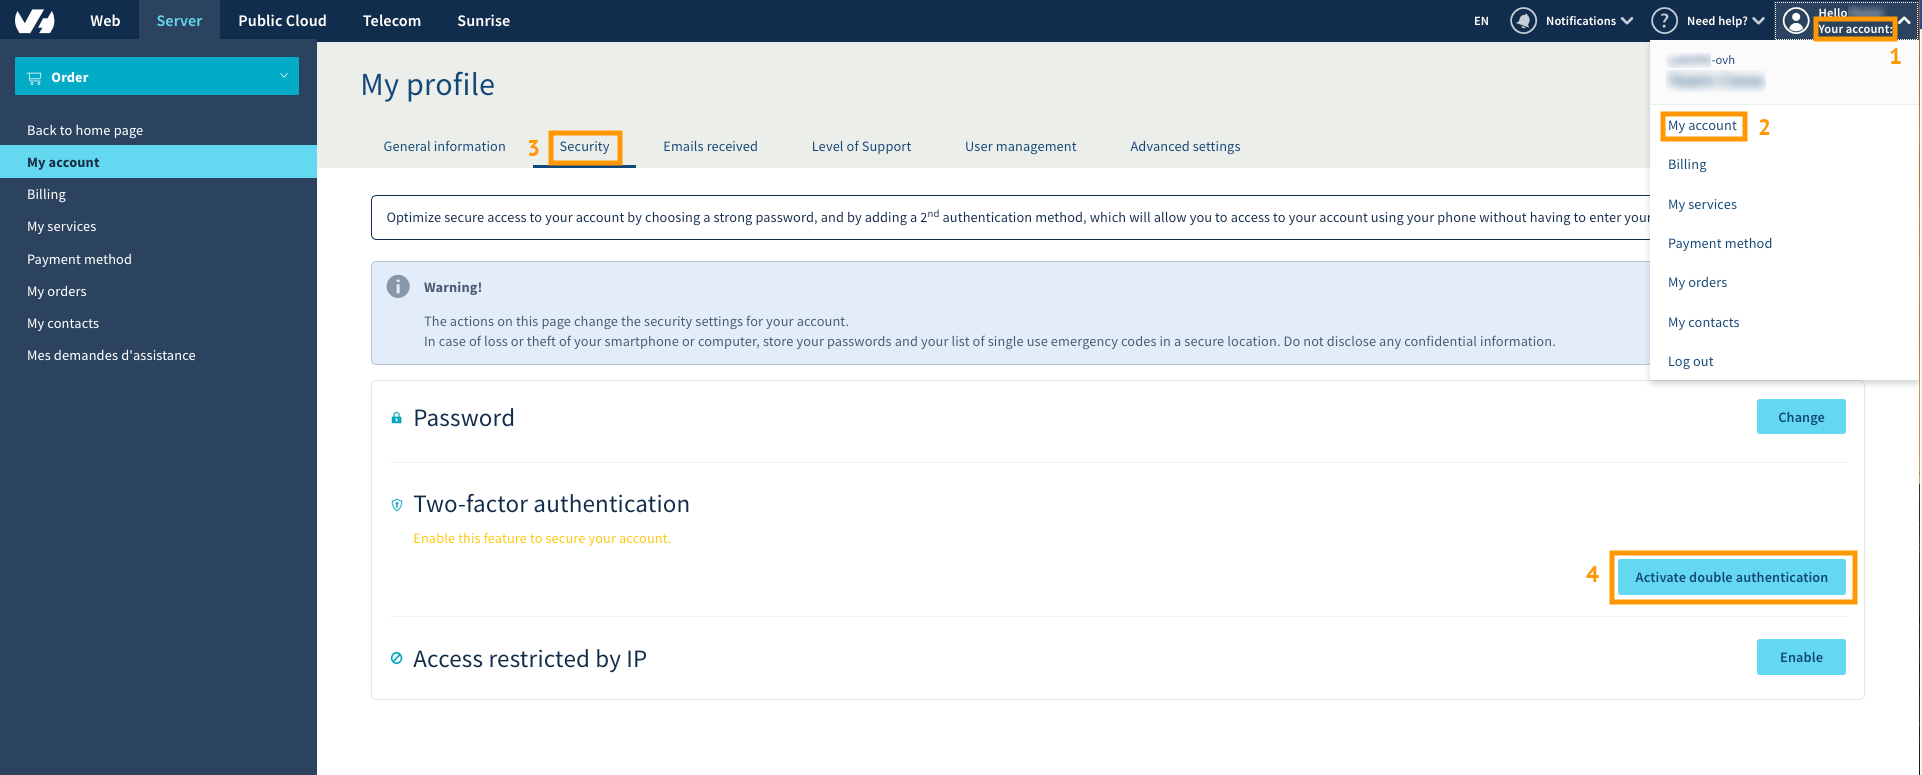 Web
Server
Public Cloud
Telecom
Sunrise
EN
Notifications
Need help?
Hello
Your account:
1
-ovh
My account
2
Billing
My services
Payment method
My orders
My contacts
Log out
Order
Back to home page
My account
Billing
My services
Payment method
My orders
My contacts
Mes demandes d'assistance
My profile
General information
3
Security
Emails received
Level of Support
User management
Advanced settings
Optimize secure access to your account by choosing a strong password, and by adding a 2nd authentication method, which will allow you to access to your account using your phone without having to enter your
Warning!
The actions on this page change the security settings for your account.
In case of loss or theft of your smartphone or computer, store your passwords and your list of single use emergency codes in a secure location. Do not disclose any confidential information.
Password
Change
Two-factor authentication
Enable this feature to secure your account.
4
Activate double authentication
Access restricted by IP
Enable